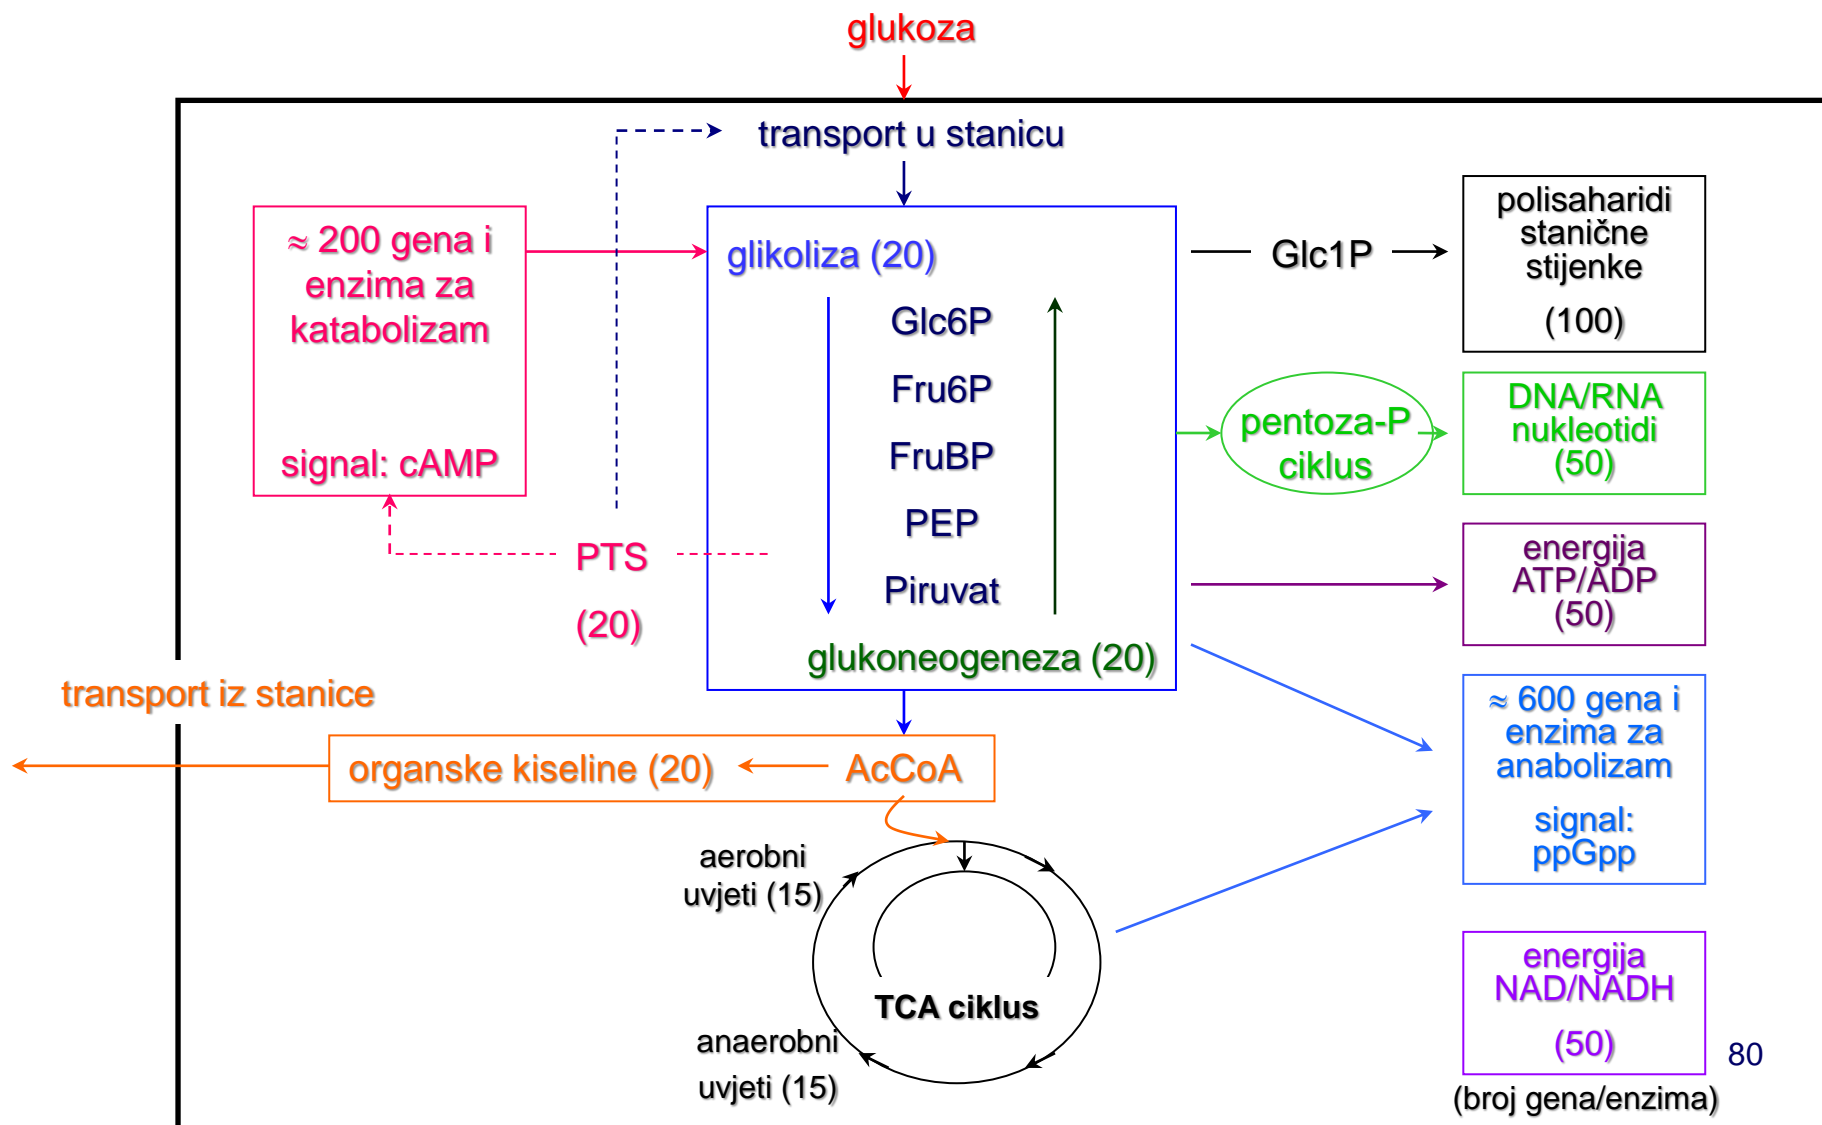 glukoza
transport u stanicu
≈ 200 gena i
enzima za
katabolizam
signal: cAMP
PTS
(20)
glikoliza (20)
Glc6P
Fru6P
FruBP
PEP
Piruvat
glukoneogeneza (20)
Glc1P
polisaharidi
stanične
stijenke
(100)
pentoza-P
ciklus
DNA/RNA
nukleotidi
(50)
energija
ATP/ADP
(50)
≈ 600 gena i
enzima za
anabolizam
signal:
ppGpp
transport iz stanice
organske kiseline (20)
AcCoA
aerobni
uvjeti (15)
TCA ciklus
anaerobni
uvjeti (15)
energija
NAD/NADH
(50)
80
(broj gena/enzima)